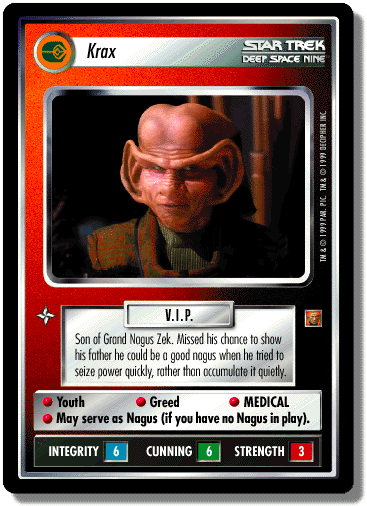 Krax
STAR TREK
DEEP SPACE NINE
TM & © 1999 PAR. PIC. TM & © 1999 DECIPHER INC.
V.I.P.
Son of Grand Nagus Zek. Missed his chance to show
his father he could be a good nagus when he tried to
seize power quickly, rather than accumulate it quietly.
Youth Greed MEDICAL
May serve as Nagus (if you have no Nagus in play).
INTEGRITY 6 CUNNING 6 STRENGTH 3